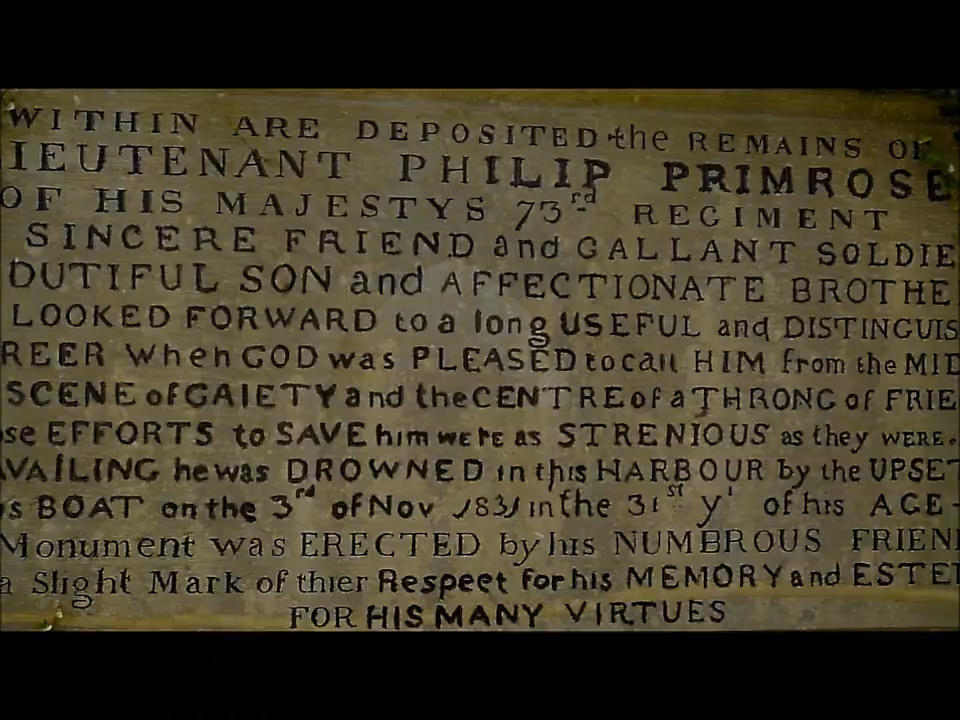 WITHIN ARE DEPOSITED the REMAINS OF
IEUTENANT PHILIP PRIMROSE
OF HIS MAJESTYS 73rd REGIMENT
SINCERE FRIEND and GALLANT SOLDIE
DUTIFUL SON and AFFECTIONATE BROTHE
LOOKED FORWARD to a long USEFUL and DISTINGUIS
REER when GOD was PLEASED to call HIM from the MID
SCENE of GAIETY and the CENTRE of a THRONG of FRIE
se EFFORTS to SAVE him were as STRENIOUS as they WERE
VAILING he was DROWNED in this HARBOUR by the UPSET
s BOAT on the 3rd of Nov 1831 in the 31st yr of his AGE
Monument was ERECTED by his NUMBROUS FRIEN
a Slight Mark of thier Respect for his MEMORY and ESTE
FOR HIS MANY VIRTUES